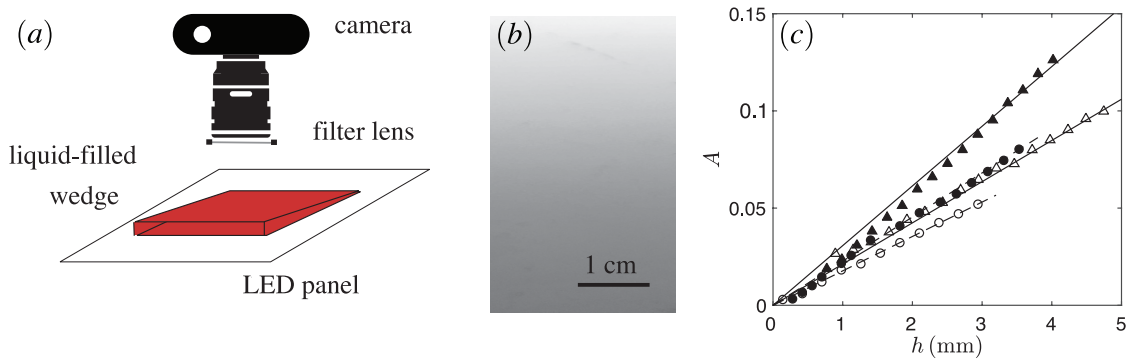 (a)
camera
filter lens
liquid-filled
wedge
LED panel
(b)
1 cm
(c)
0.15
0.1
0.05
0
A
0
1
2
3
4
5
h (mm)